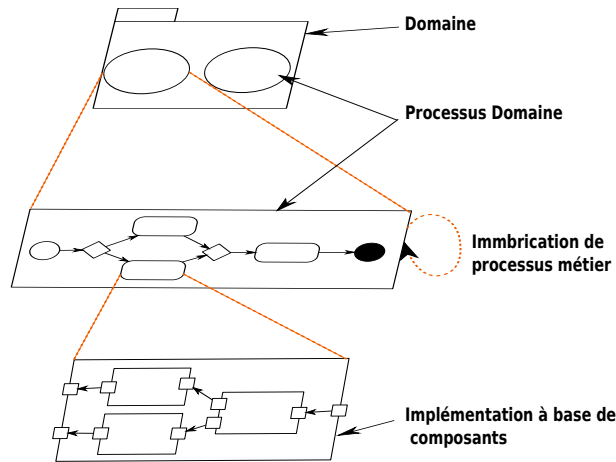 Domaine
Processus Domaine
Immbrication de
processus métier
Implémentation à base de
composants